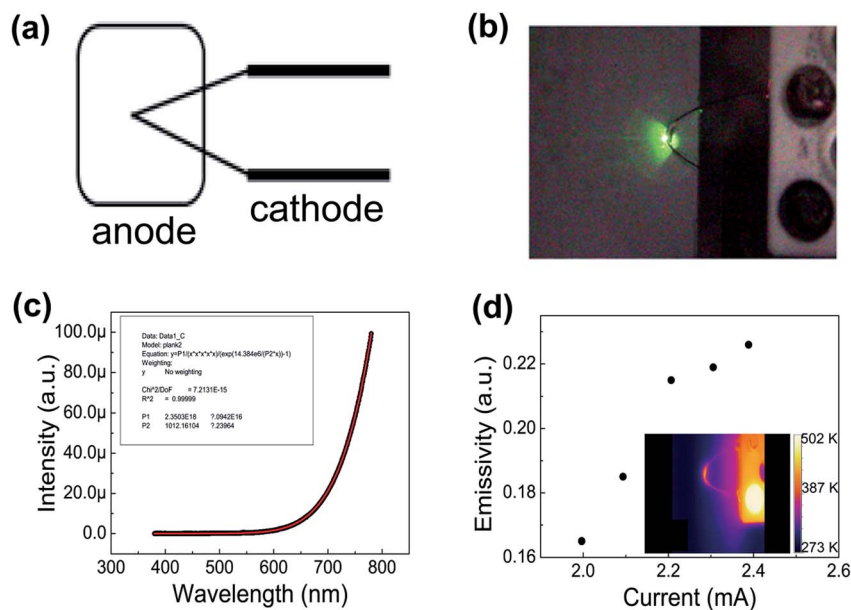 (a)
anode
cathode
(b)
(c)
Intensity (a.u.)
100.0µ
80.0µ
60.0µ
40.0µ
20.0µ
0.0
Data: Data1_C
Model: plank2
Equation: y=P1/(x*x*x*x*x)/(exp(14.384e6/(P2*x))-1)
Weighting:
y No weighting
Chi^2/DoF = 7.2131E-15
R^2 = 0.99999
P1 2.3503E18 ?.0942E16
P2 1012.16104 ?.23964
300 400 500 600 700 800
Wavelength (nm)
(d)
Emissivity (a.u.)
0.22
0.20
0.18
0.16
502 K
387 K
273 K
2.0 2.2 2.4 2.6
Current (mA)